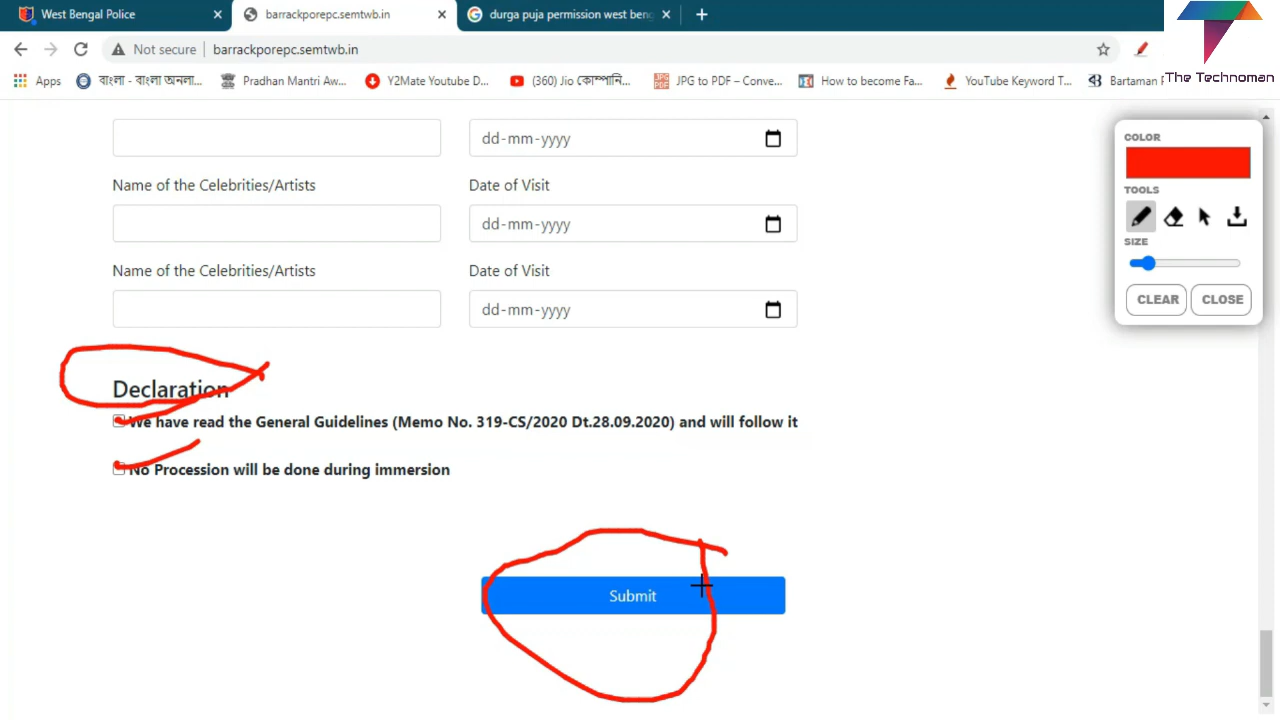 West Bengal Police
barrackporepc.semtwb.in
durga puja permission west beng
Not secure
barrackporepc.semtwb.in
The Technoman
Apps
বাংলা - বাংলা অনলা...
Pradhan Mantri Aw...
Y2Mate Youtube D...
(360) Jio কোম্পানি...
JPG to PDF – Conve...
How to become Fa...
YouTube Keyword T...
Bartaman
dd-mm-yyyy
Name of the Celebrities/Artists
Date of Visit
dd-mm-yyyy
Name of the Celebrities/Artists
Date of Visit
dd-mm-yyyy
Declaration
We have read the General Guidelines (Memo No. 319-CS/2020 Dt.28.09.2020) and will follow it
No Procession will be done during immersion
Submit
COLOR
TOOLS
SIZE
CLEAR
CLOSE